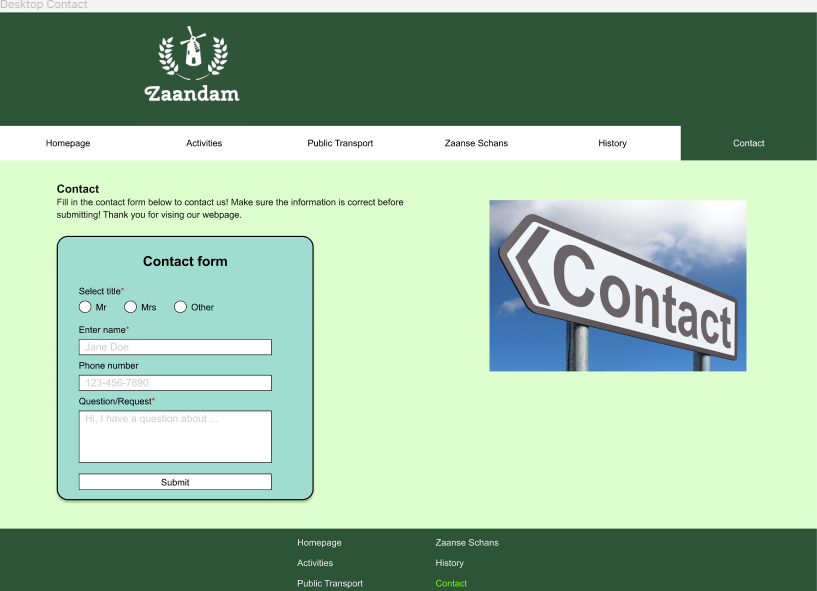 Desktop Contact
Zaandam
Homepage Activities Public Transport Zaanse Schans History Contact
Contact
Fill in the contact form below to contact us! Make sure the information is correct before
submitting! Thank you for vising our webpage.
Contact form
Select title*
Mr Mrs Other
Enter name*
Jane Doe
Phone number
123-456-7890
Question/Request*
Hi, I have a question about ...
Submit
Contact
Homepage Zaanse Schans
Activities History
Public Transport Contact